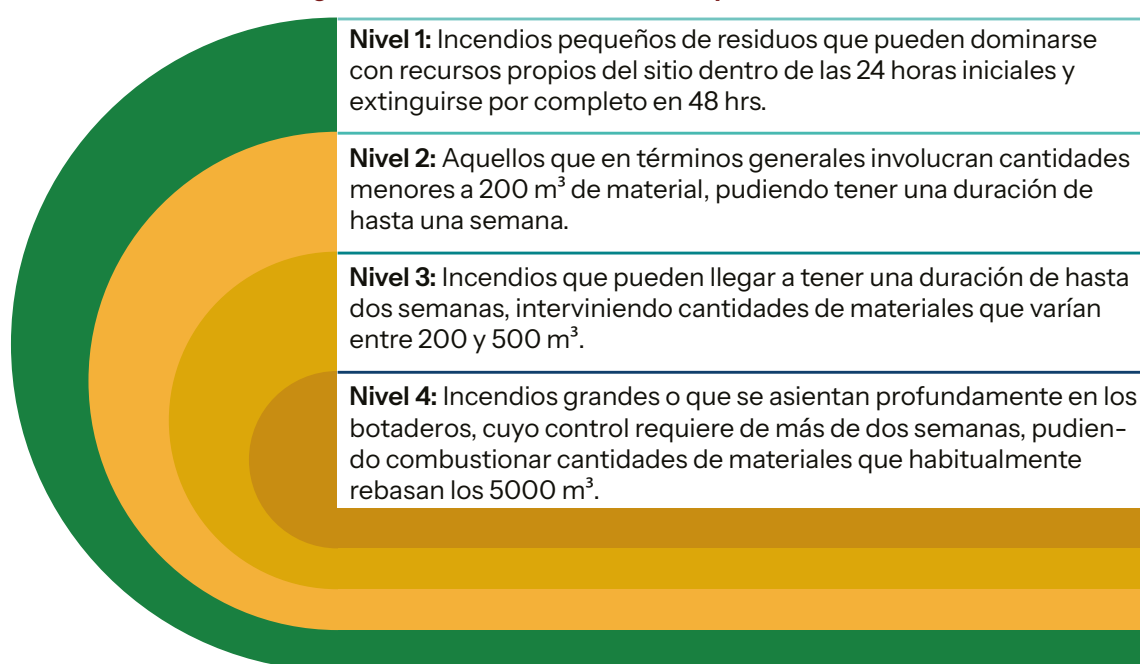 Nivel 1: Incendios pequeños de residuos que pueden dominarse
con recursos propios del sitio dentro de las 24 horas iniciales y
extinguirse por completo en 48 hrs.
Nivel 2: Aquellos que en términos generales involucran cantidades
menores a 200 m³ de material, pudiendo tener una duración de
hasta una semana.
Nivel 3: Incendios que pueden llegar a tener una duración de hasta
dos semanas, interviniendo cantidades de materiales que varían
entre 200 y 500 m³.
Nivel 4: Incendios grandes o que se asientan profundamente en los
botaderos, cuyo control requiere de más de dos semanas, pudien-
do combustionar cantidades de materiales que habitualmente
rebasan los 5000 m³.